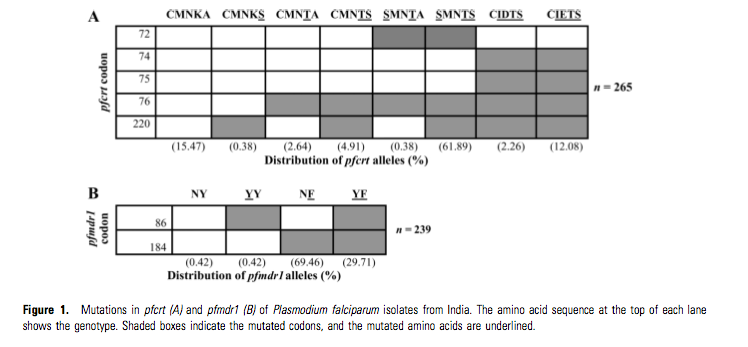 A CMNKA CMNKS CMNTA CMNTS SMNTA SMNTS CIDTS CIETS
pfcrt codon
72
74
75
76
220
n = 265
(15.47) (0.38) (2.64) (4.91) (0.38) (61.89) (2.26) (12.08)
Distribution of pfcrt alleles (%)
B NY YY NF YF
pfmdr1 codon
86
184
n = 239
(0.42) (0.42) (69.46) (29.71)
Distribution of pfmdr1 alleles (%)
Figure 1. Mutations in pfcrt (A) and pfmdr1 (B) of Plasmodium falciparum isolates from India. The amino acid sequence at the top of each lane
shows the genotype. Shaded boxes indicate the mutated codons, and the mutated amino acids are underlined.